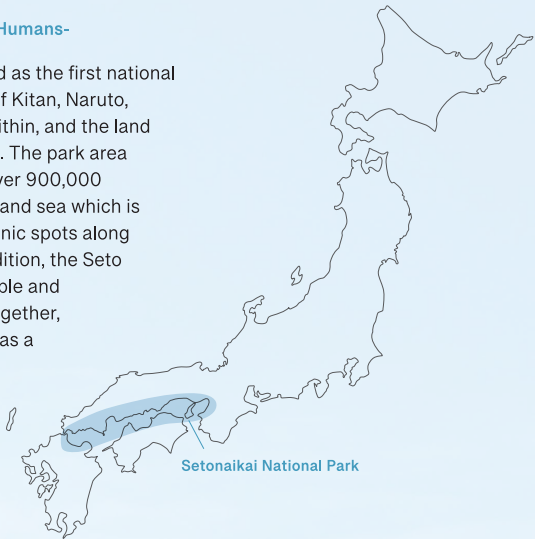 Humans-
d as the first national
f Kitan, Naruto,
ithin, and the land
. The park area
ver 900,000
and sea which is
nic spots along
dition, the Seto
ple and
gether,
as a
Setonaikai National Park